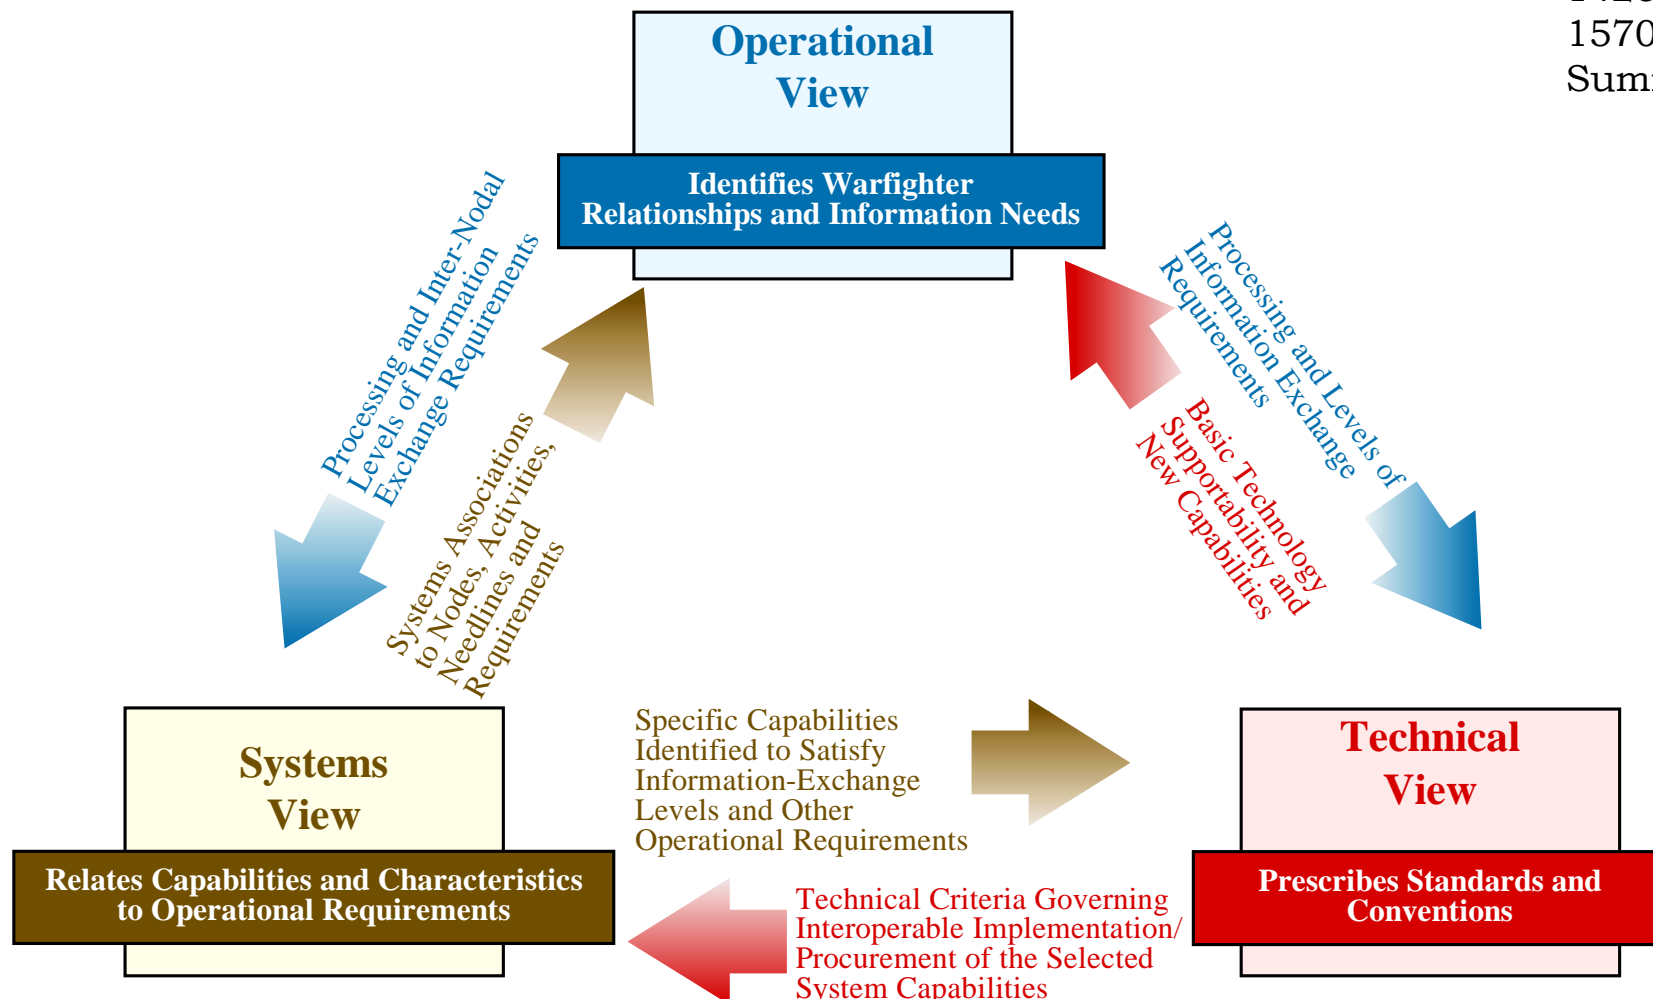 1570
Operational
View
Identifies Warfighter
Relationships and Information Needs
Processing and Inter-Nodal
Levels of Information
Exchange Requirements
Systems Associations
to Nodes, Activities,
Needlines and
Requirements
Processing and Levels of
Information Exchange
Requirements
Basic Technology
Supportability and
New Capabilities
Systems
View
Relates Capabilities and Characteristics
to Operational Requirements
Specific Capabilities
Identified to Satisfy
Information-Exchange
Levels and Other
Operational Requirements
Technical Criteria Governing
Interoperable Implementation/
Procurement of the Selected
System Capabilities
Technical
View
Prescribes Standards and
Conventions